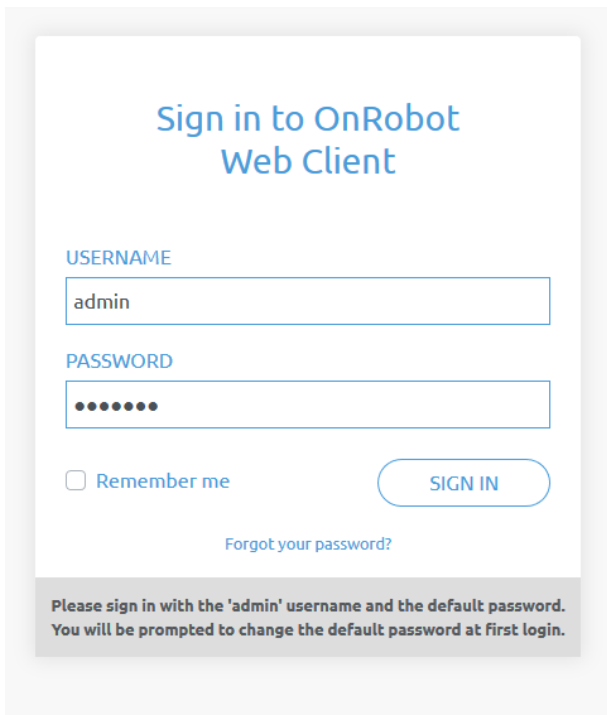 Sign in to OnRobot
Web Client
USERNAME
admin
PASSWORD
•••••••
Remember me
SIGN IN
Forgot your password?
Please sign in with the 'admin' username and the default password.
You will be prompted to change the default password at first login.